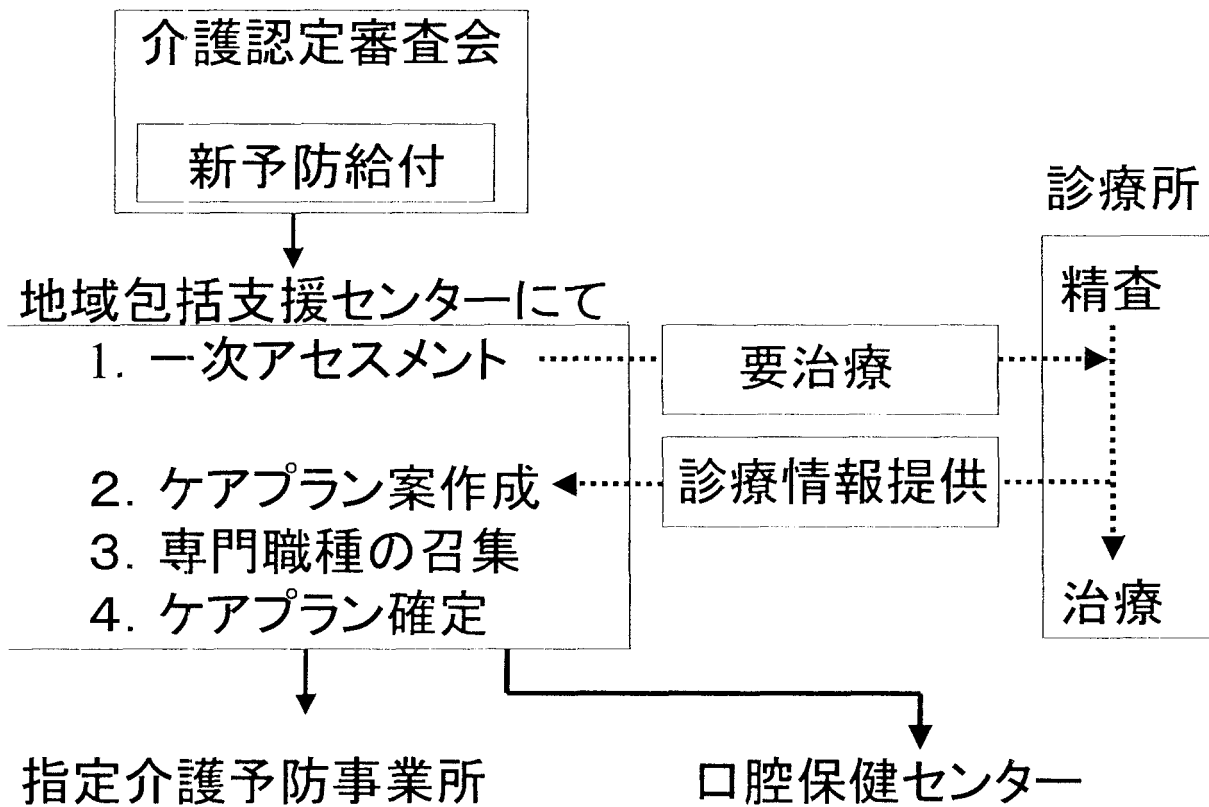 介護認定審査会
新予防給付
診療所
地域包括支援センターにて
精査
1. 一次アセスメント
要治療
2. ケアプラン案作成
診療情報提供
3. 専門職種の召集
4. ケアプラン確定
治療
指定介護予防事業所
口腔保健センター